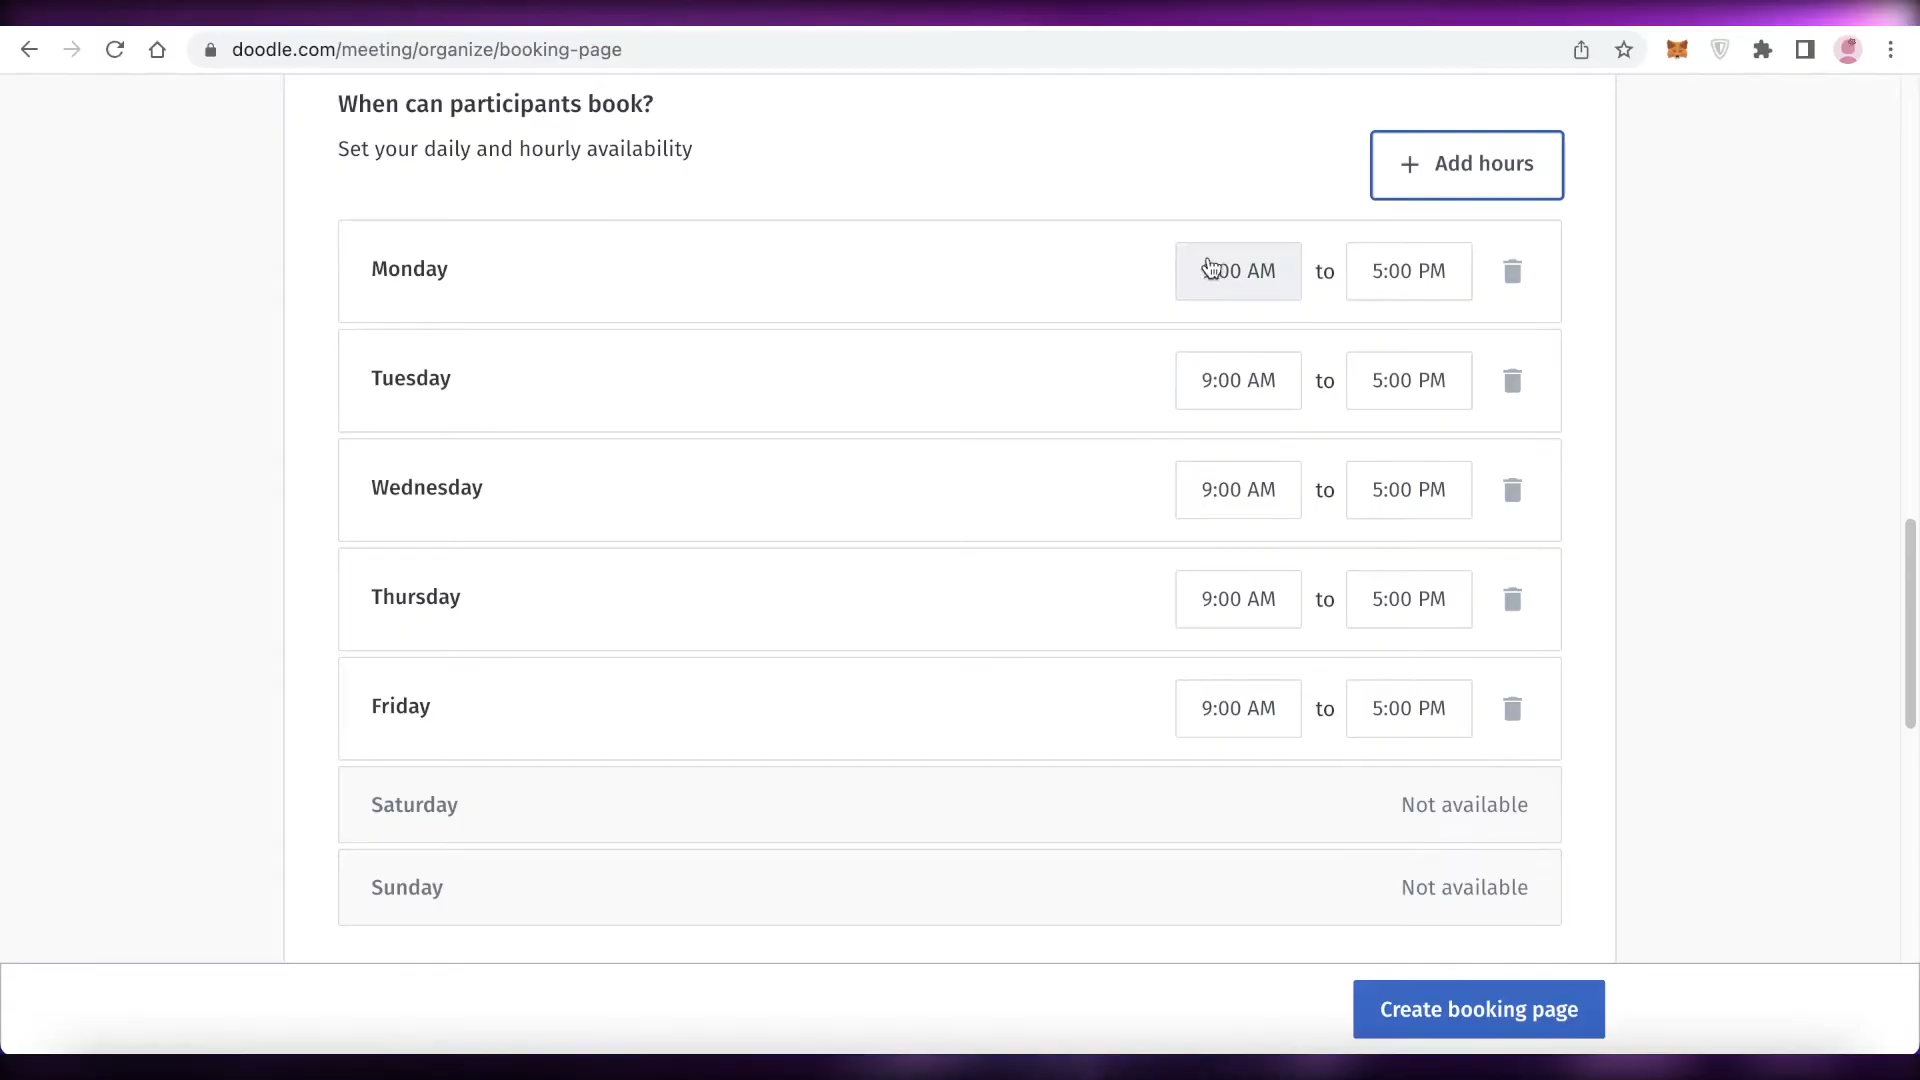 doodle.com/meeting/organize/booking-page
When can participants book?
Set your daily and hourly availability
+ Add hours
Monday :00 AM to 5:00 PM
Tuesday 9:00 AM to 5:00 PM
Wednesday 9:00 AM to 5:00 PM
Thursday 9:00 AM to 5:00 PM
Friday 9:00 AM to 5:00 PM
Saturday Not available
Sunday Not available
Create booking page